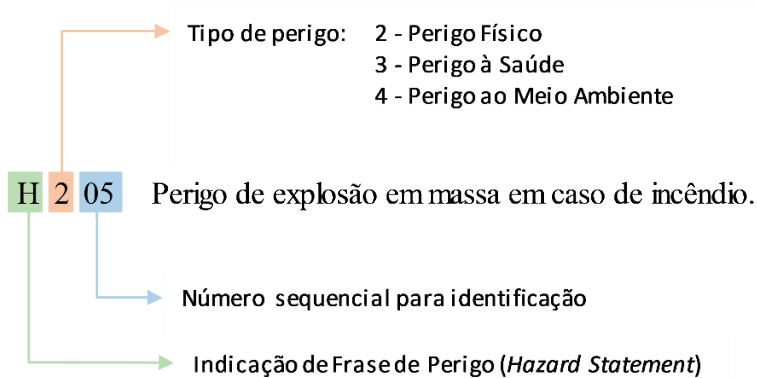 Tipo de perigo: 2 - Perigo Físico
3 - Perigo à Saúde
4 - Perigo ao Meio Ambiente
H 2 05 Perigo de explosão em massa em caso de incêndio.
Número sequencial para identificação
Indicação de Frase de Perigo (Hazard Statement)